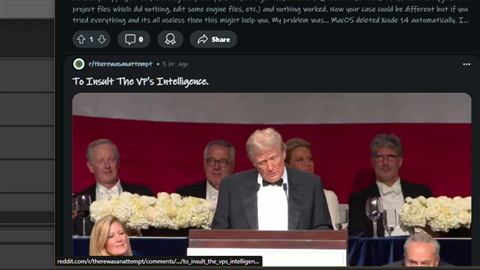 project files which did nothing, edit some engine files, etc.) and nothing worked. Now your case could be different but if you
tried everything and its all useless then this might help you. My problem was... MacOS deleted Xcode 14 automatically, I...
1
0
Share
r/therewasanattempt • 5 hr. ago
To Insult The VP's Intelligence.
reddit.com/r/therewasanattempt/comments/.../to_insult_the_vps_intelligen...